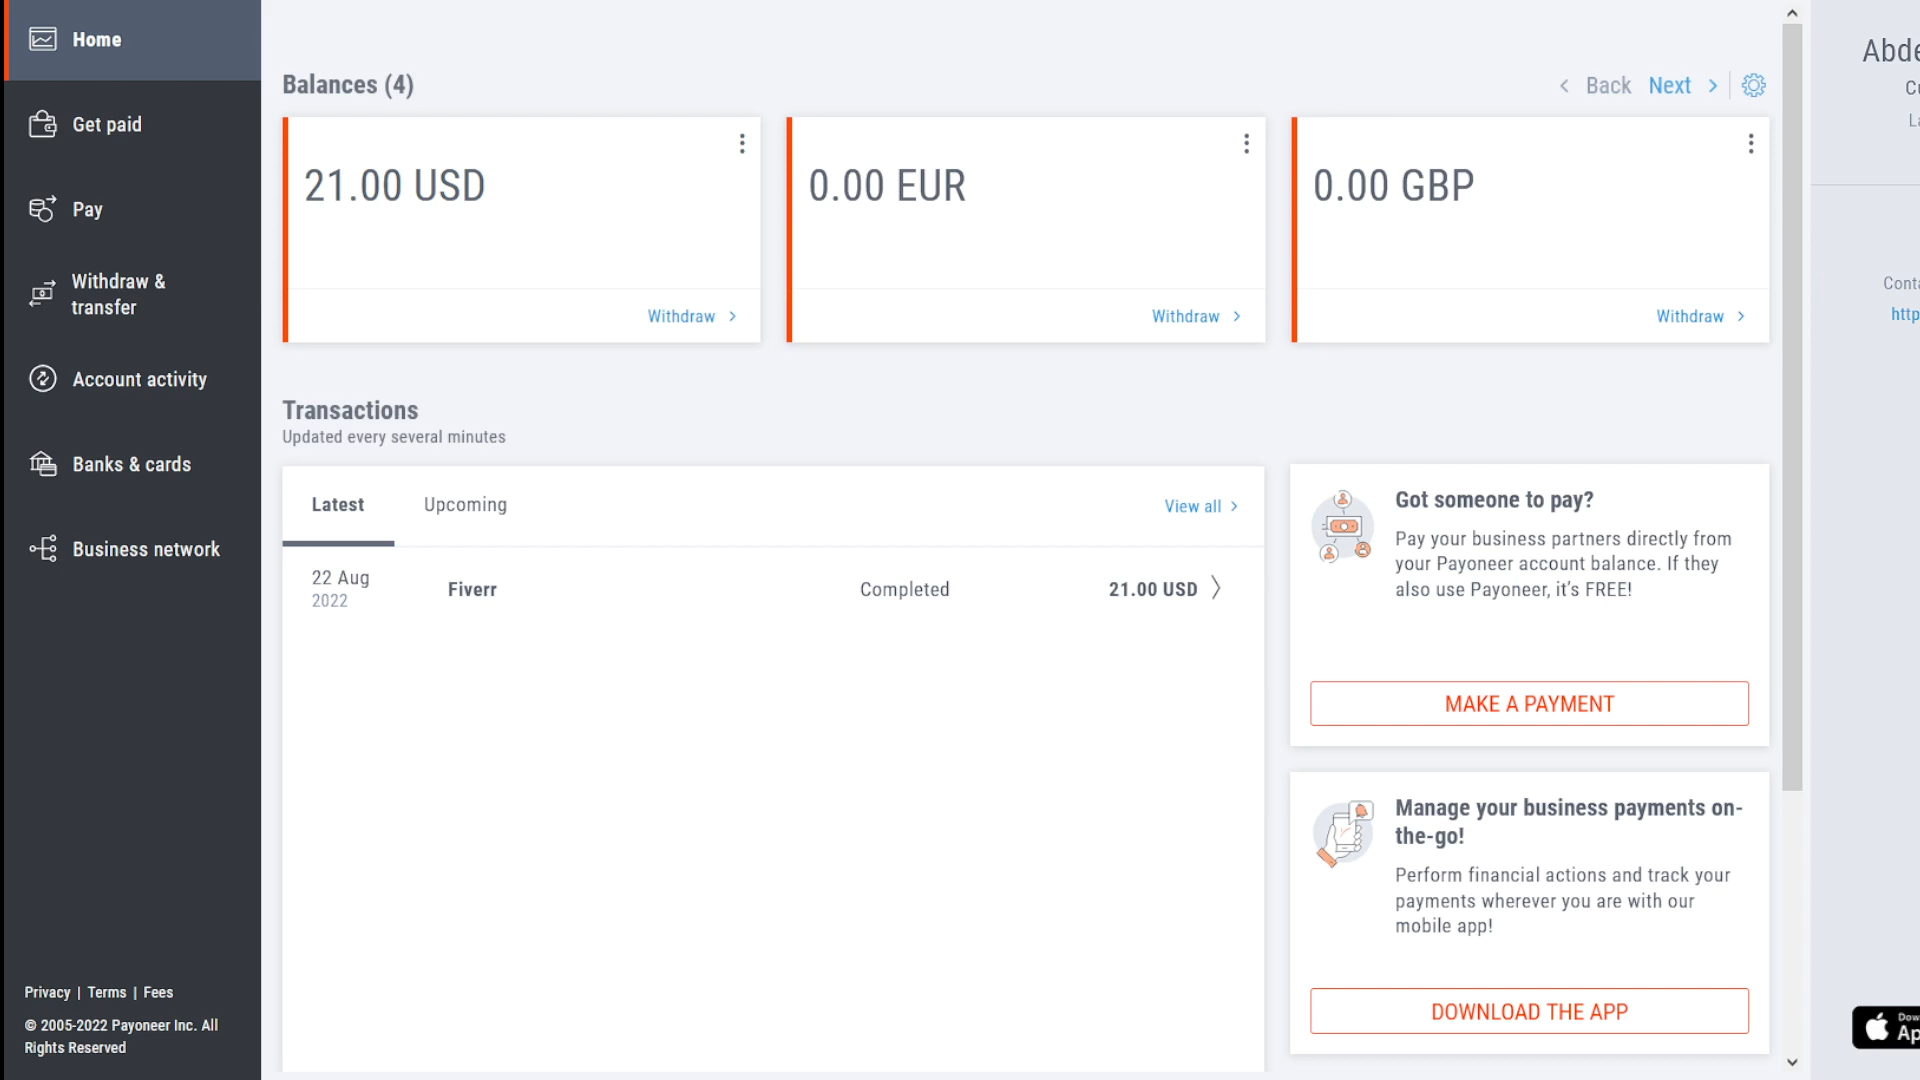 Home
Get paid
Pay
Withdraw &
transfer
Account activity
Banks & cards
Business network
Privacy | Terms | Fees
© 2005-2022 Payoneer Inc. All
Rights Reserved
Balances (4)
Back Next
21.00 USD
Withdraw
0.00 EUR
Withdraw
0.00 GBP
Withdraw
Transactions
Updated every several minutes
Latest Upcoming View all
22 Aug
2022
Fiverr Completed 21.00 USD
Got someone to pay?
Pay your business partners directly from
your Payoneer account balance. If they
also use Payoneer, it's FREE!
MAKE A PAYMENT
Manage your business payments on-
the-go!
Perform financial actions and track your
payments wherever you are with our
mobile app!
DOWNLOAD THE APP
Abde
Conta
http